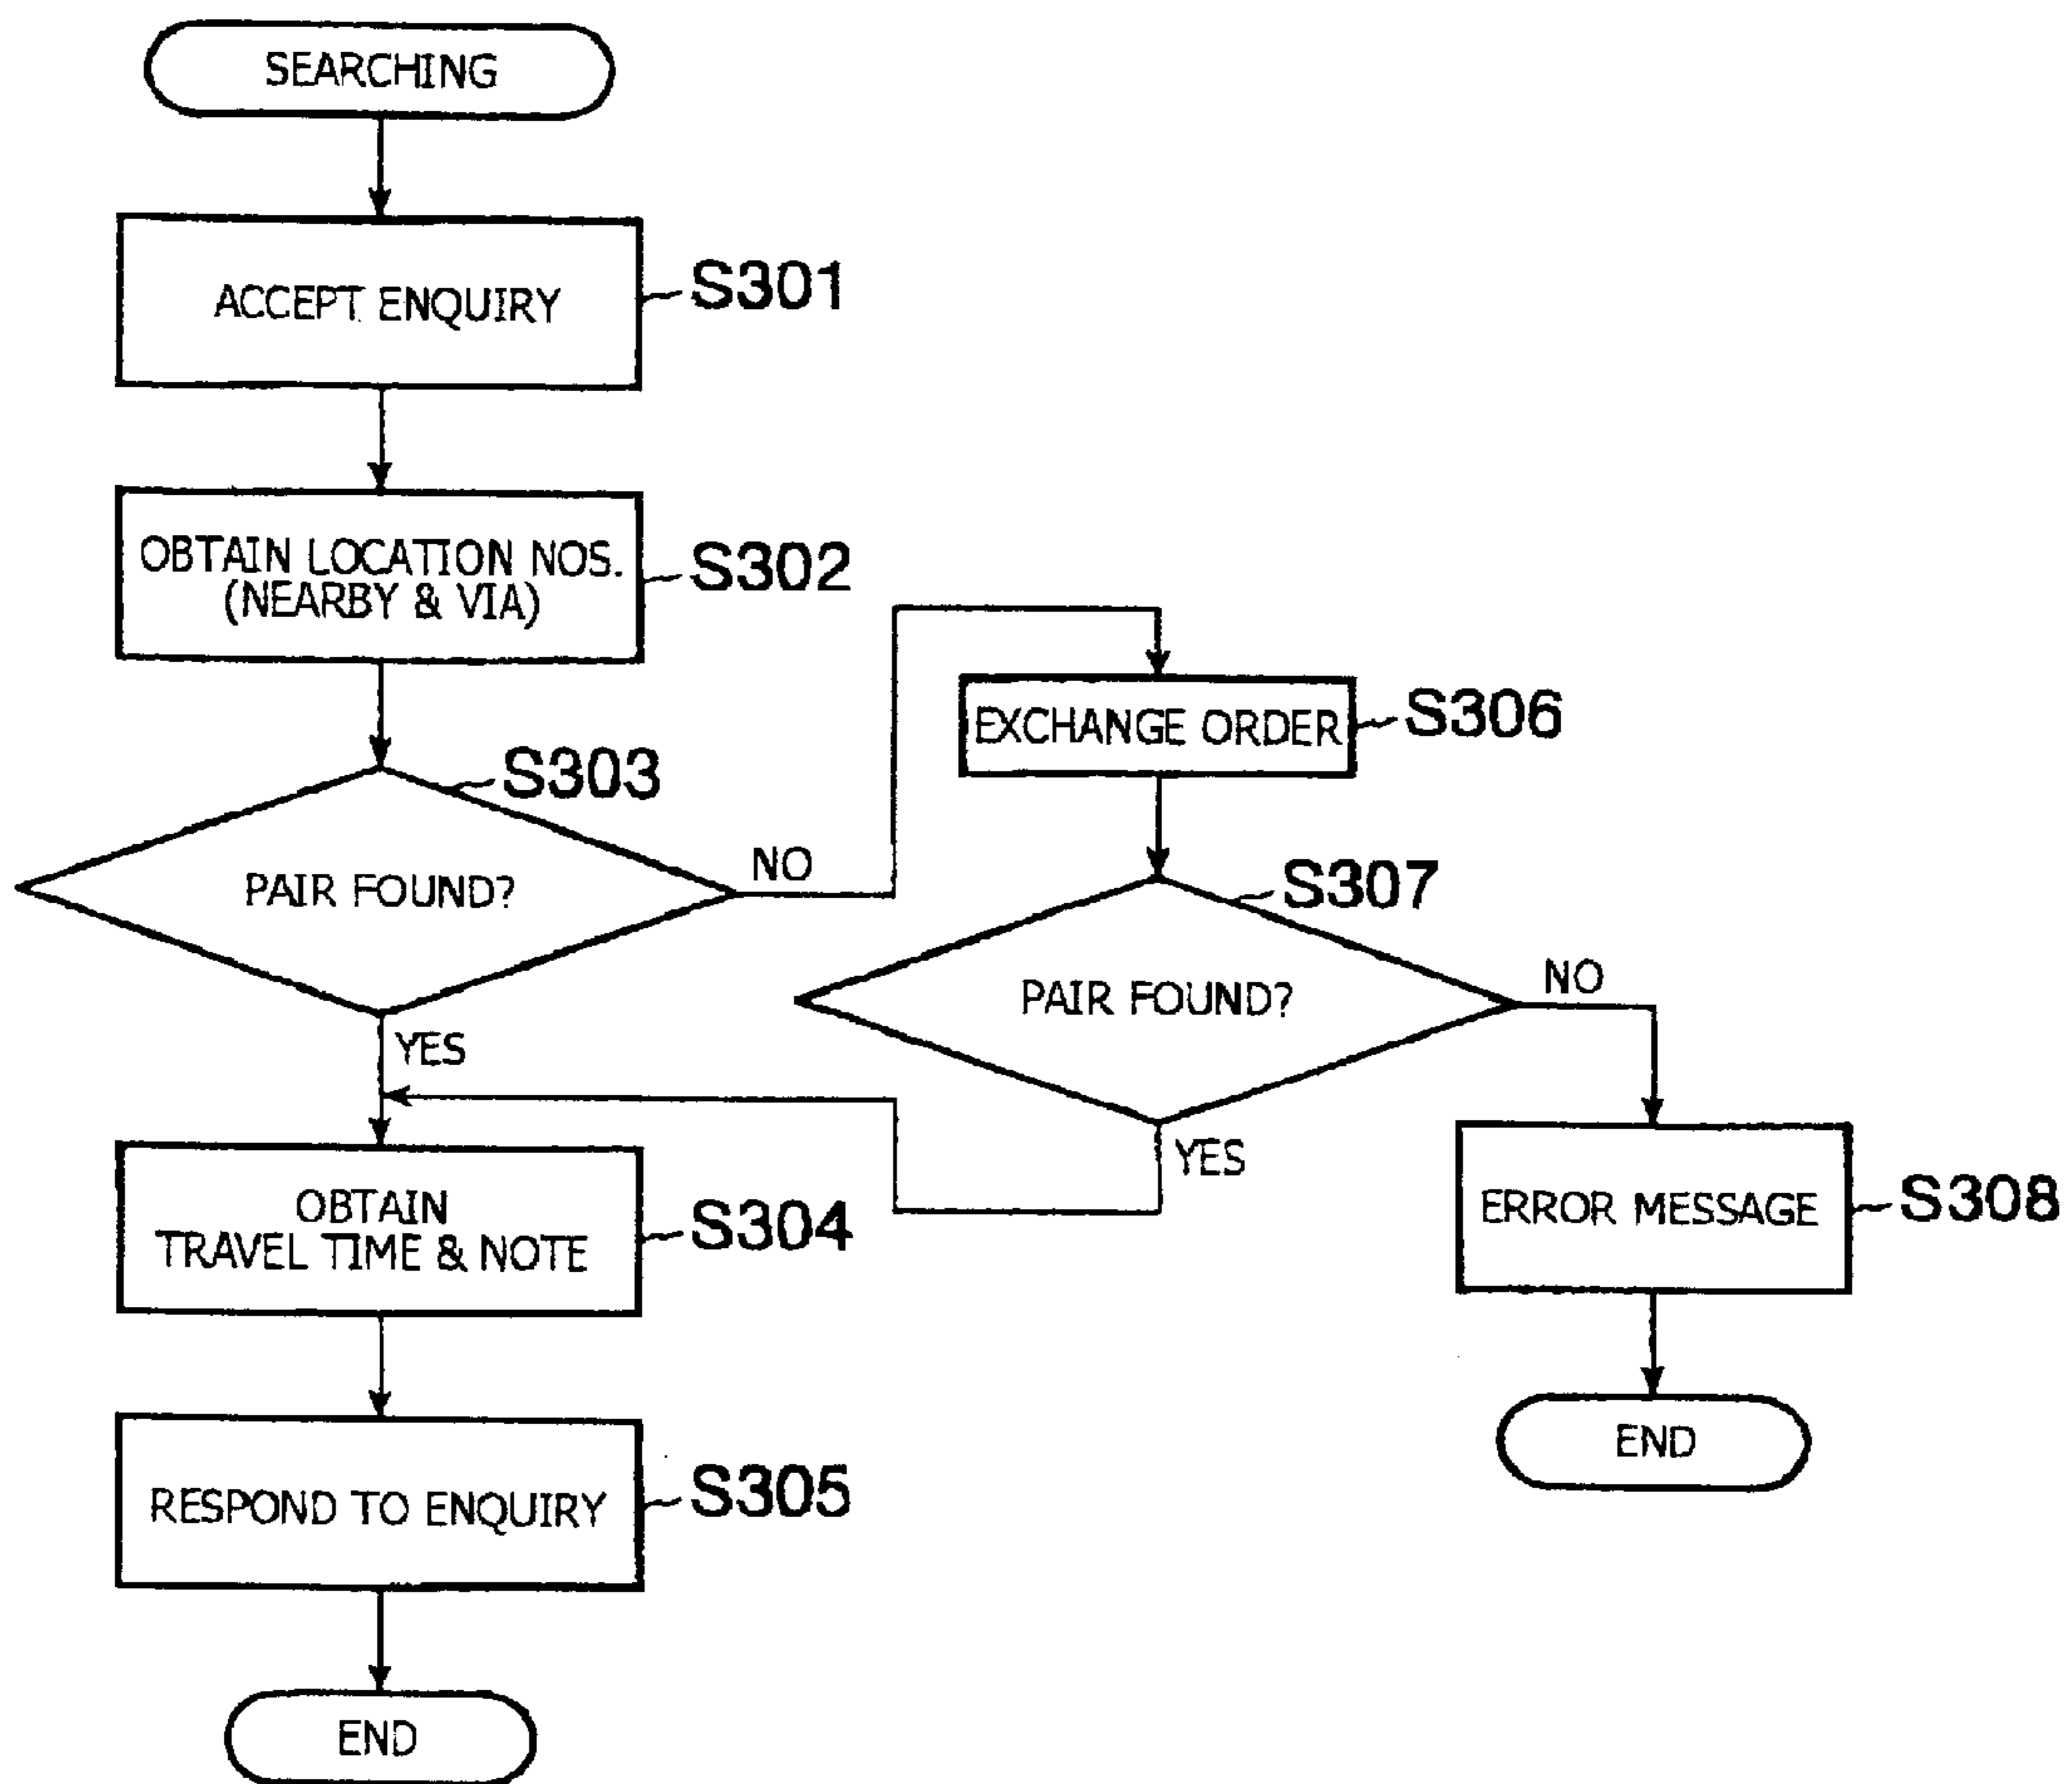 SEARCHING
ACCEPT ENQUIRY
S301
OBTAIN LOCATION NOS.
(NEARBY & VIA)
S302
S303
PAIR FOUND?
NO
YES
EXCHANGE ORDER
S306
S307
PAIR FOUND?
NO
YES
OBTAIN
TRAVEL TIME & NOTE
S304
ERROR MESSAGE
S308
RESPOND TO ENQUIRY
S305
END
END